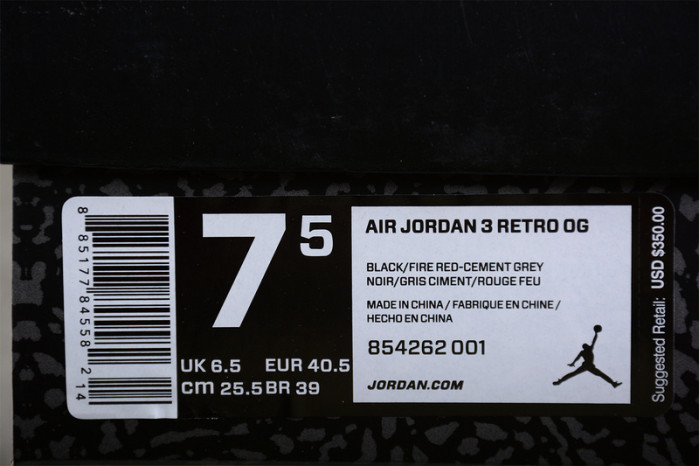 8 85177 84558 2 14
7 5
UK 6.5 EUR 40.5
cm 25.5 BR 39
AIR JORDAN 3 RETRO OG
BLACK/FIRE RED-CEMENT GREY
NOIR/GRIS CIMENT/ROUGE FEU
MADE IN CHINA / FABRIQUE EN CHINE /
HECHO EN CHINA
854262 001
JORDAN.COM
Suggested Retail: USD $350.00